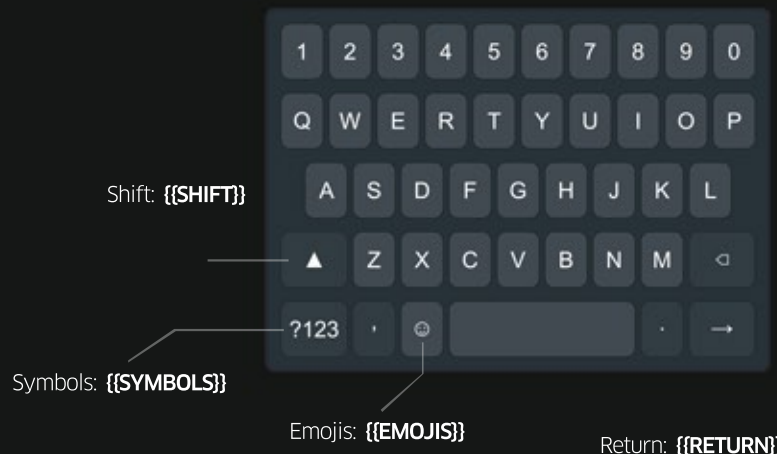 1 2 3 4 5 6 7 8 9 0
Q W E R T Y U I O P
A S D F G H J K L
Shift: {{SHIFT}}
Z X C V B N M
?123 , .
Symbols: {{SYMBOLS}}
Emojis: {{EMOJIS}}
Return: {{RETURN}